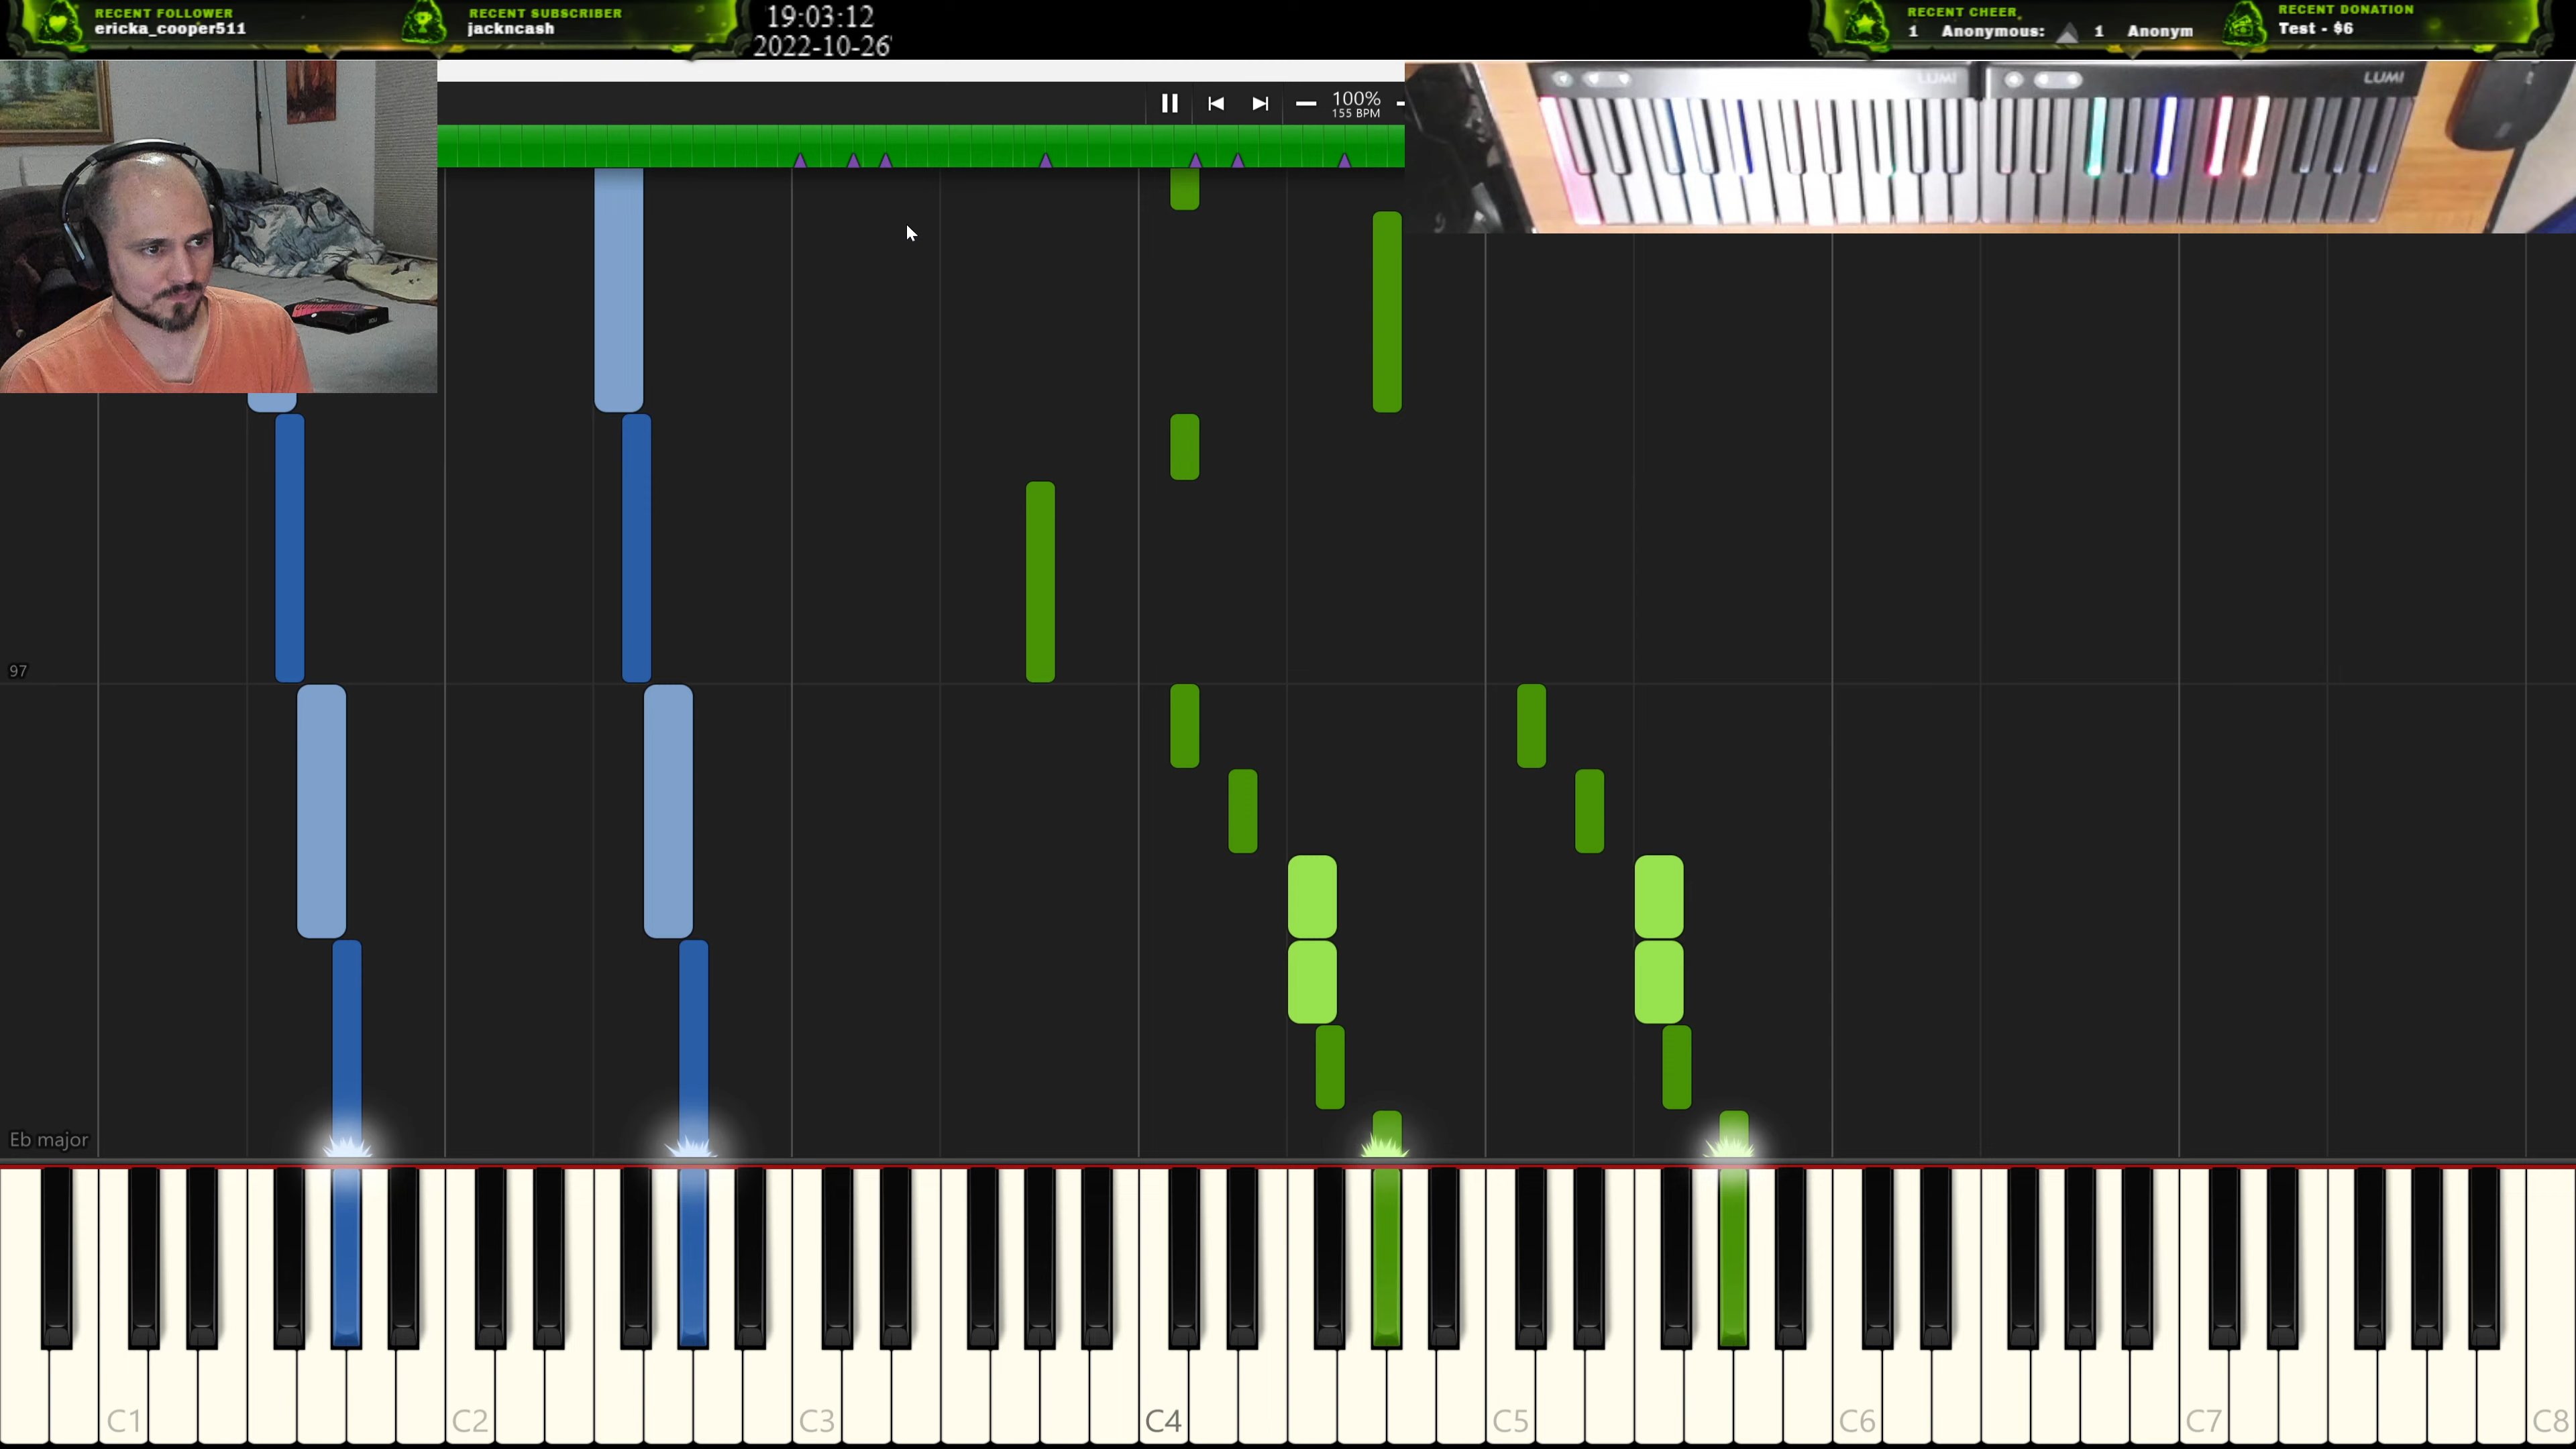 RECENT FOLLOWER
ericka_cooper511
RECENT SUBSCRIBER
jackncash
19:03:12
2022-10-26
RECENT CHEER
1 Anonymous: 1 Anonym
RECENT DONATION
Test - $6
100%
155 BPM
LUMI
LUMI
97
Eb major
C1 C2 C3 C4 C5 C6 C7 C8